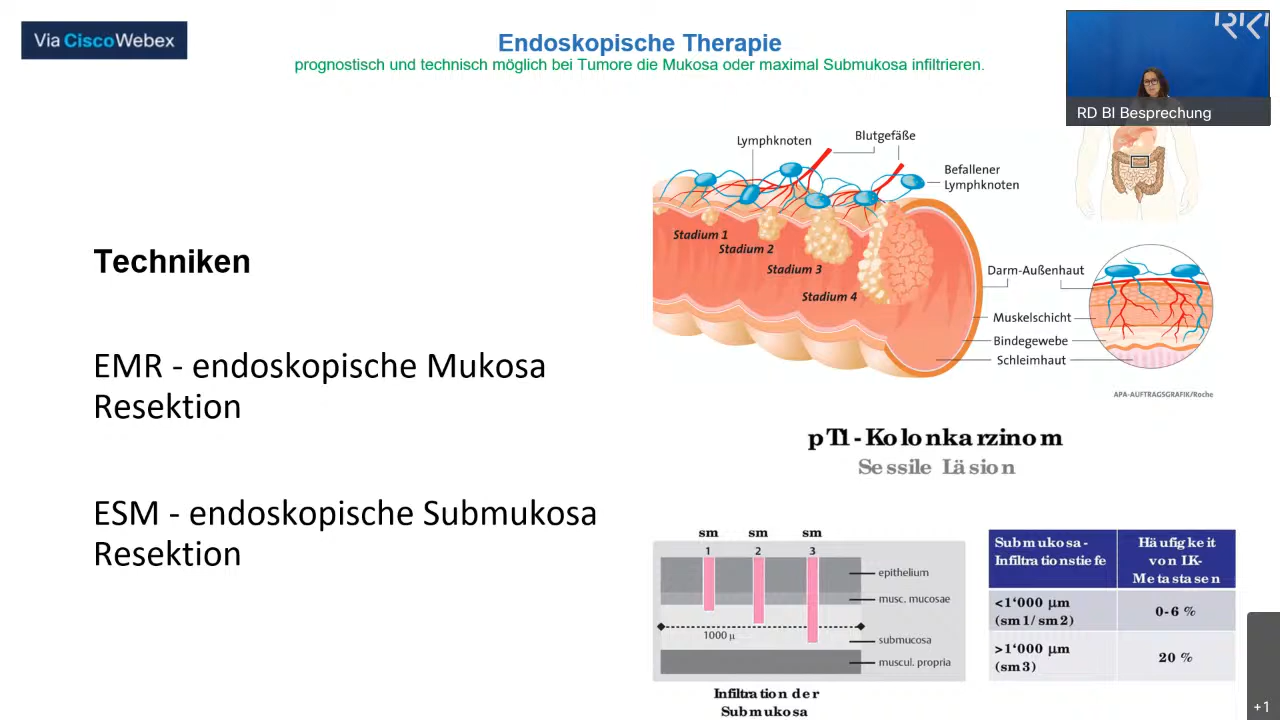 Via CiscoWebex
Endoskopische Therapie
prognostisch und technisch möglich bei Tumore die Mukosa oder maximal Submukosa infiltrieren.
RKI
RD BI Besprechung
Techniken
EMR - endoskopische Mukosa
Resektion
ESM - endoskopische Submukosa
Resektion
Lymphknoten
Blutgefäße
Befallener
Lymphknoten
Stadium 1
Stadium 2
Stadium 3
Stadium 4
Darm-Außenhaut
Muskelschicht
Bindegewebe
Schleimhaut
APA-AUFTRAGSGRAFIK/Roche
pT1-Kolonkarzinom
Sessile Läsion
sm sm sm
1 2 3
epithelium
musc. mucosae
1000 µ
submucosa
muscul. propria
Infiltration der
Submukosa
Submukosa-
Infiltrationstiefe
Häufigkeit
von LK-
Metastasen
<1‘000 µm
(sm1/sm2)
0-6 %
>1‘000 µm
(sm3)
20 %
+1